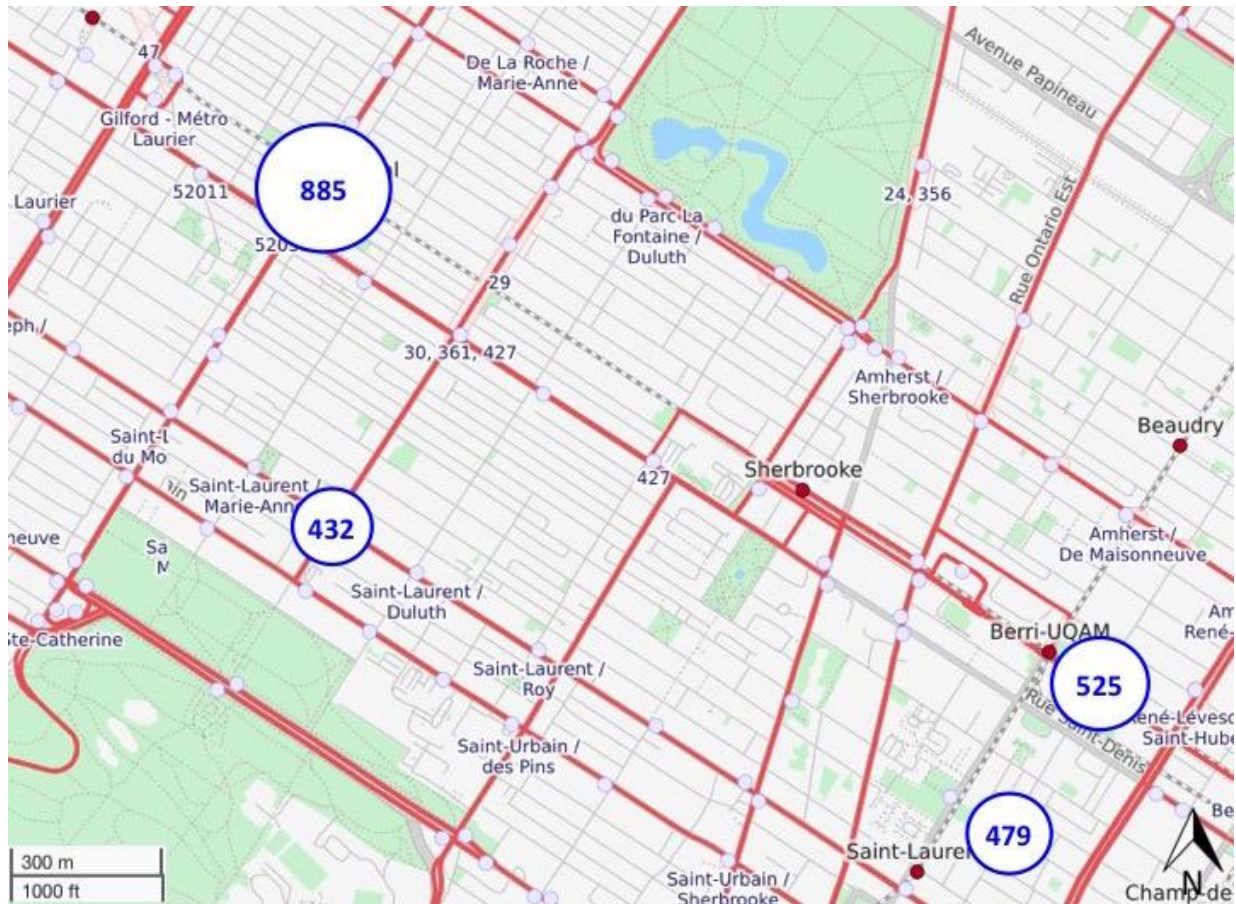 47
De La Roche /
Marie-Anne
Avenue Papineau
Gilford - Métro
Laurier
885
52011
24, 356
Laurier
du Parc La
Fontaine /
Duluth
Rue Ontario Est
29
30, 361, 427
Amherst /
Sherbrooke
Beaudry
Sherbrooke
427
Saint-Laurent /
432
Amherst /
De Maisonneuve
Saint-Laurent /
Duluth
Ste-Catherine
Berri-UQAM
Saint-Laurent /
Roy
525
Rue Saint-Denis
Saint-Urbain /
des Pins
479
300 m
1000 ft
Saint-Urbain /
Sherbrooke
N